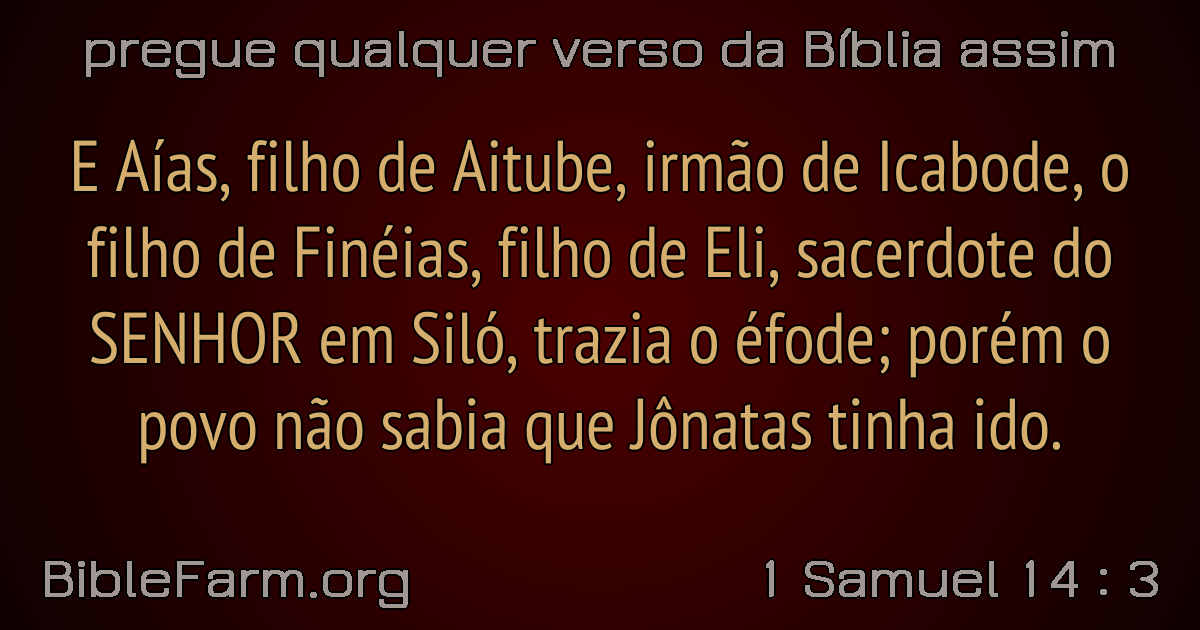 pregue qualquer verso da Bíblia assim
E Aías, filho de Aitube, irmão de Icabode, o
filho de Finéias, filho de Eli, sacerdote do
SENHOR em Siló, trazia o éfode; porém o
povo não sabia que Jônatas tinha ido.
BibleFarm.org
1 Samuel 14 : 3